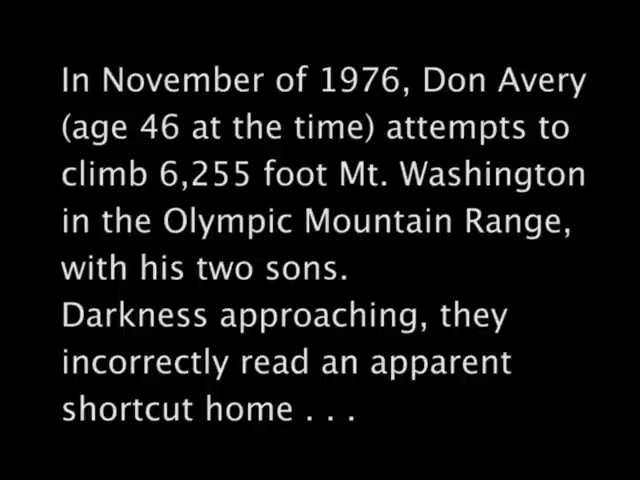 In November of 1976, Don Avery
(age 46 at the time) attempts to
climb 6,255 foot Mt. Washington
in the Olympic Mountain Range,
with his two sons.
Darkness approaching, they
incorrectly read an apparent
shortcut home . . .